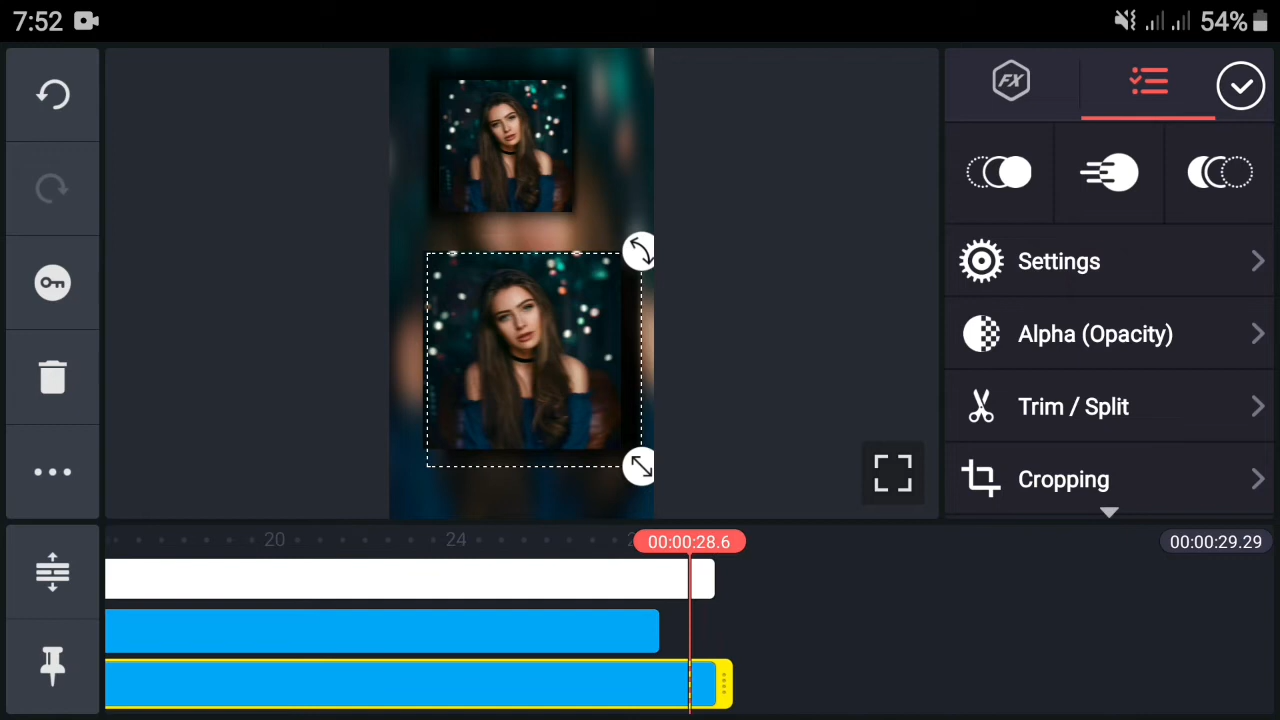 7:52
54%
FX
Settings
Alpha (Opacity)
Trim / Split
Cropping
20
24
00:00:28.6
00:00:29.29